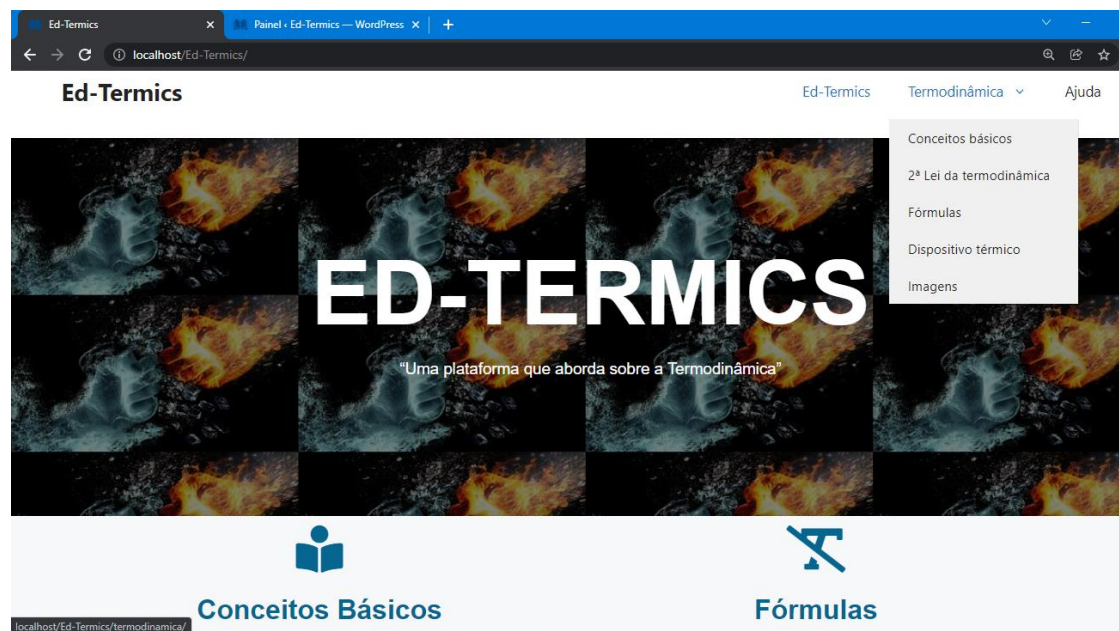 Ed-Termics
Painel ‹ Ed-Termics — WordPress
localhost/Ed-Termics/
Ed-Termics
Ed-Termics Termodinâmica Ajuda
Conceitos básicos
2ª Lei da termodinâmica
Fórmulas
Dispositivo térmico
Imagens
ED-TERMICS
“Uma plataforma que aborda sobre a Termodinâmica”
Conceitos Básicos
Fórmulas
localhost/Ed-Termics/termodinamica/